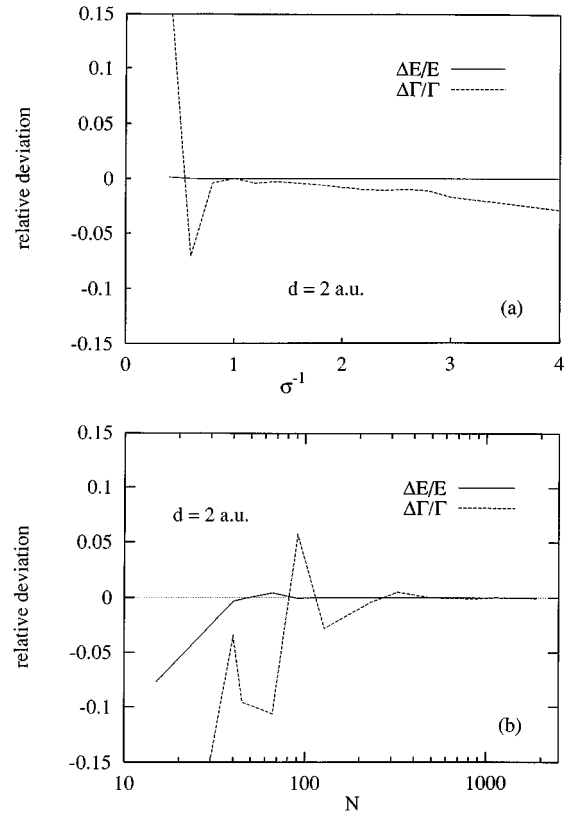 0.15
0.1
0.05
0
-0.05
-0.1
-0.15
relative deviation
ΔE/E
ΔΓ/Γ
d = 2 a.u.
(a)
0 1 2 3 4
σ-1
0.15
0.1
0.05
0
-0.05
-0.1
-0.15
relative deviation
ΔE/E
ΔΓ/Γ
d = 2 a.u.
(b)
10 100 1000
N